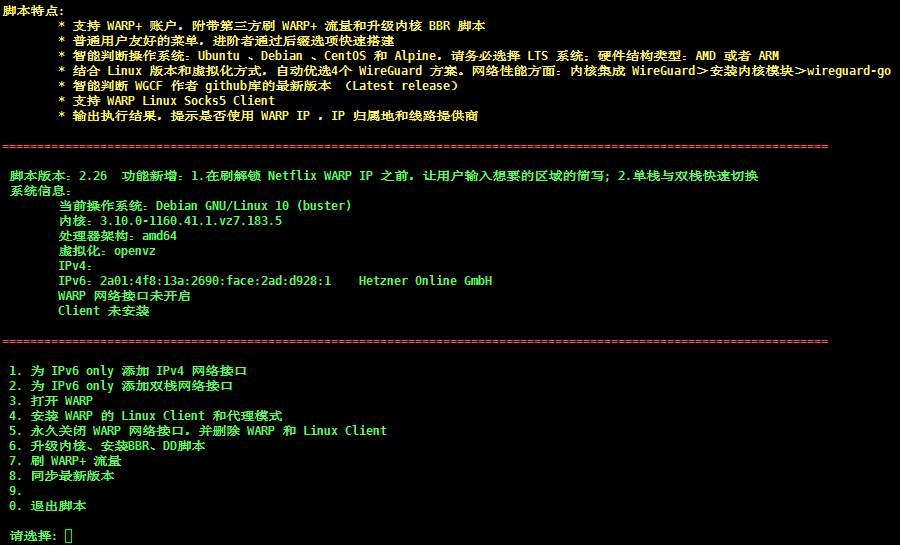 脚本特点:
* 支持 WARP+ 账户，附带第三方刷 WARP+ 流量和升级内核 BBR 脚本
* 普通用户友好的菜单，进阶者通过后缀选项快速搭建
* 智能判断操作系统：Ubuntu 、Debian 、CentOS 和 Alpine，请务必选择 LTS 系统；硬件结构类型：AMD 或者 ARM
* 结合 Linux 版本和虚拟化方式，自动优选4个 WireGuard 方案。网络性能方面：内核集成 WireGuard＞安装内核模块＞wireguard-go
* 智能判断 WGCF 作者 github库的最新版本 （Latest release）
* 支持 WARP Linux Socks5 Client
* 输出执行结果，提示是否使用 WARP IP ，IP 归属地和线路提供商
==============================================================================================================
脚本版本：2.26  功能新增：1.在刷解锁 Netflix WARP IP 之前，让用户输入想要的区域的简写; 2.单栈与双栈快速切换
系统信息：
当前操作系统：Debian GNU/Linux 10 (buster)
内核：3.10.0-1160.41.1.vz7.183.5
处理器架构：amd64
虚拟化：openvz
IPv4：
IPv6：2a01:4f8:13a:2690:face:2ad:d928:1    Hetzner Online GmbH
WARP 网络接口未开启
Client 未安装
==============================================================================================================
1. 为 IPv6 only 添加 IPv4 网络接口
2. 为 IPv6 only 添加双栈网络接口
3. 打开 WARP
4. 安装 WARP 的 Linux Client 和代理模式
5. 永久关闭 WARP 网络接口，并删除 WARP 和 Linux Client
6. 升级内核、安装BBR、DD脚本
7. 刷 WARP+ 流量
8. 同步最新版本
9.
0. 退出脚本
请选择: